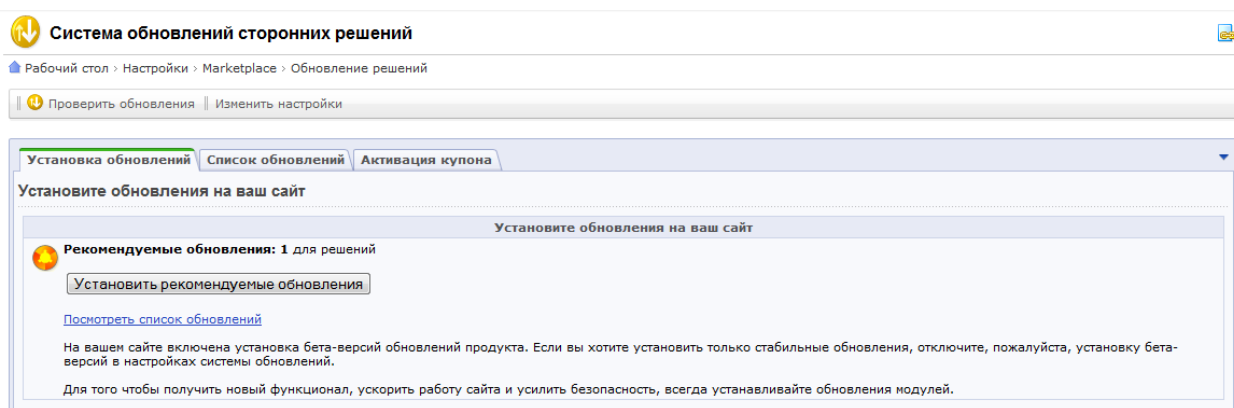 Система обновлений сторонних решений
Рабочий стол › Настройки › Marketplace › Обновление решений
Проверить обновления Изменить настройки
Установка обновлений Список обновлений Активация купона
Установите обновления на ваш сайт
Установите обновления на ваш сайт
Рекомендуемые обновления: 1 для решений
Установить рекомендуемые обновления
Посмотреть список обновлений
На вашем сайте включена установка бета-версий обновлений продукта. Если вы хотите установить только стабильные обновления, отключите, пожалуйста, установку бета-
версий в настройках системы обновлений.
Для того чтобы получить новый функционал, ускорить работу сайта и усилить безопасность, всегда устанавливайте обновления модулей.